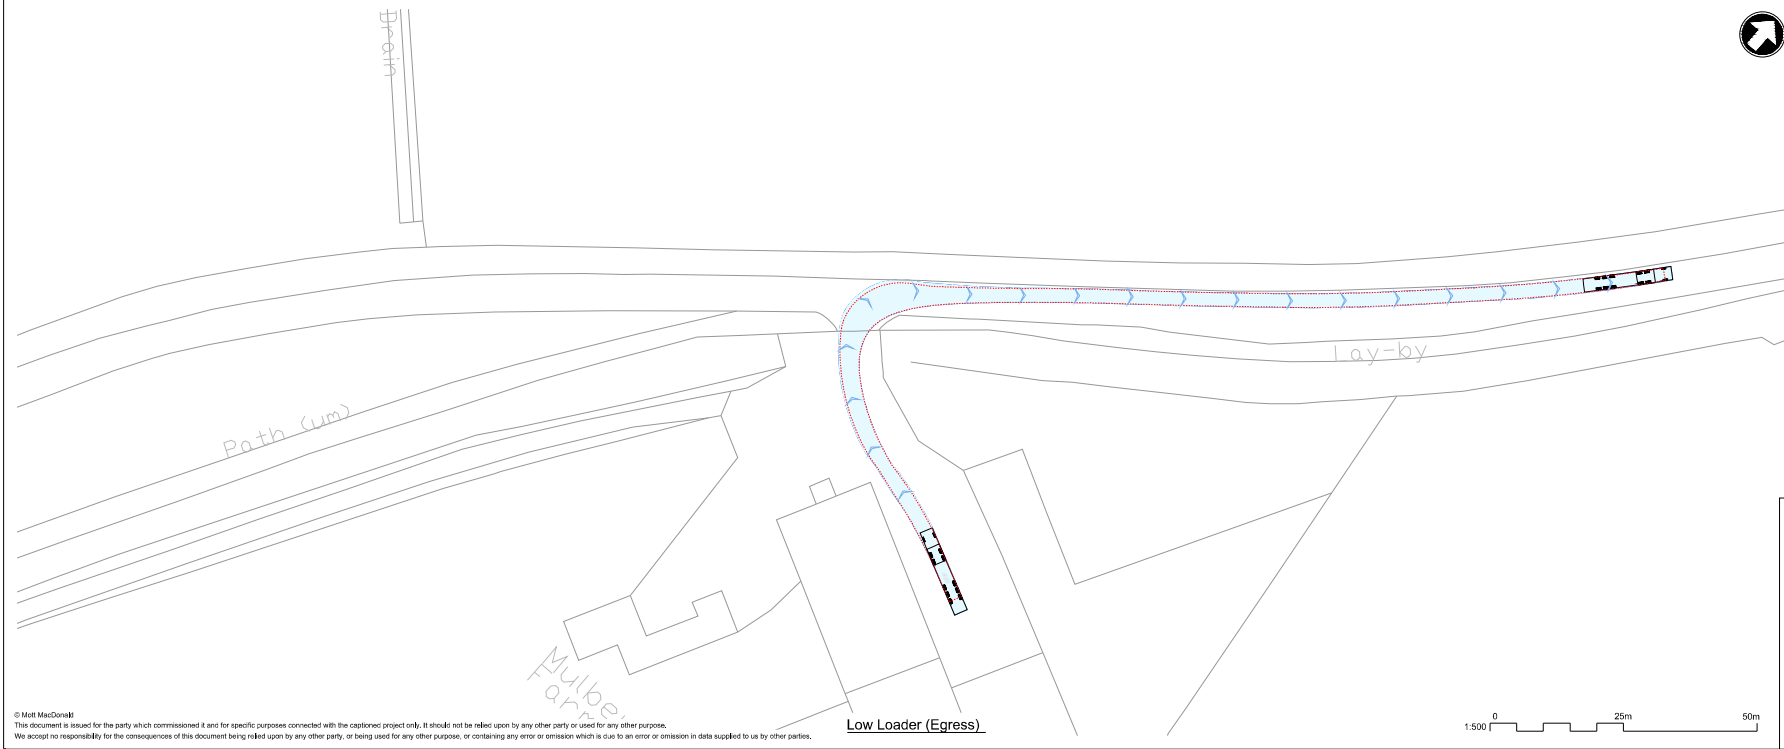 Drain
Path (um)
Lay-by
© Mott MacDonald
This document is issued for the party which commissioned it and for specific purposes connected with the captioned project only. It should not be relied upon by any other party or used for any other purpose.
We accept no responsibility for the consequences of this document being relied upon by any other party, or being used for any other purpose, or containing any error or omission which is due to an error or omission in data supplied to us by other parties.
Low Loader (Egress)
1:500
0 25m 50m